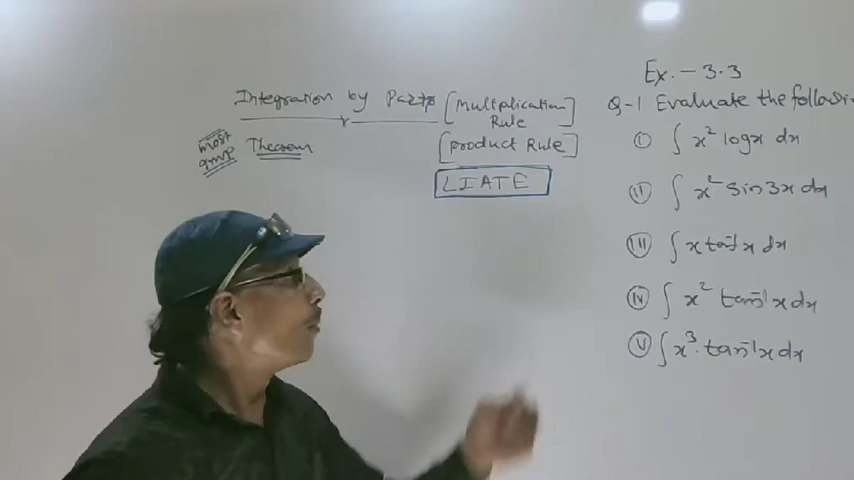 Integration by Parts [Multiplication Rule]
most imp Theorem
[product Rule]
LIATE
Ex. - 3.3
Q-1 Evaluate the followin
(i) ∫ x² logx dx
(ii) ∫ x² sin3x dx
(iii) ∫ x tan⁻¹x dx
(iv) ∫ x² tan⁻¹x dx
(v) ∫ x³. tan⁻¹x dx